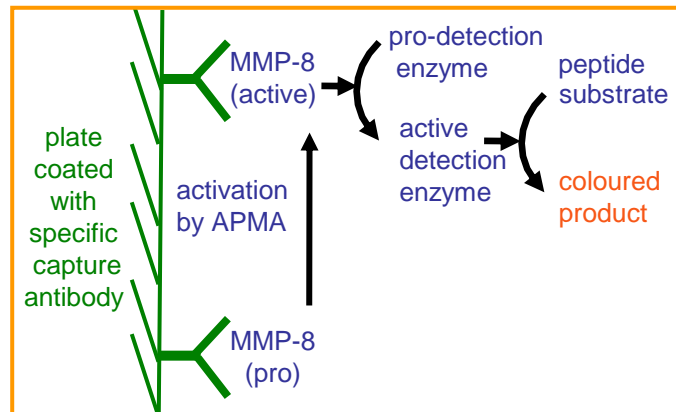 plate
coated
with
specific
capture
antibody
MMP-8
(active)
activation
by APMA
MMP-8
(pro)
pro-detection
enzyme
active
detection
enzyme
peptide
substrate
coloured
product